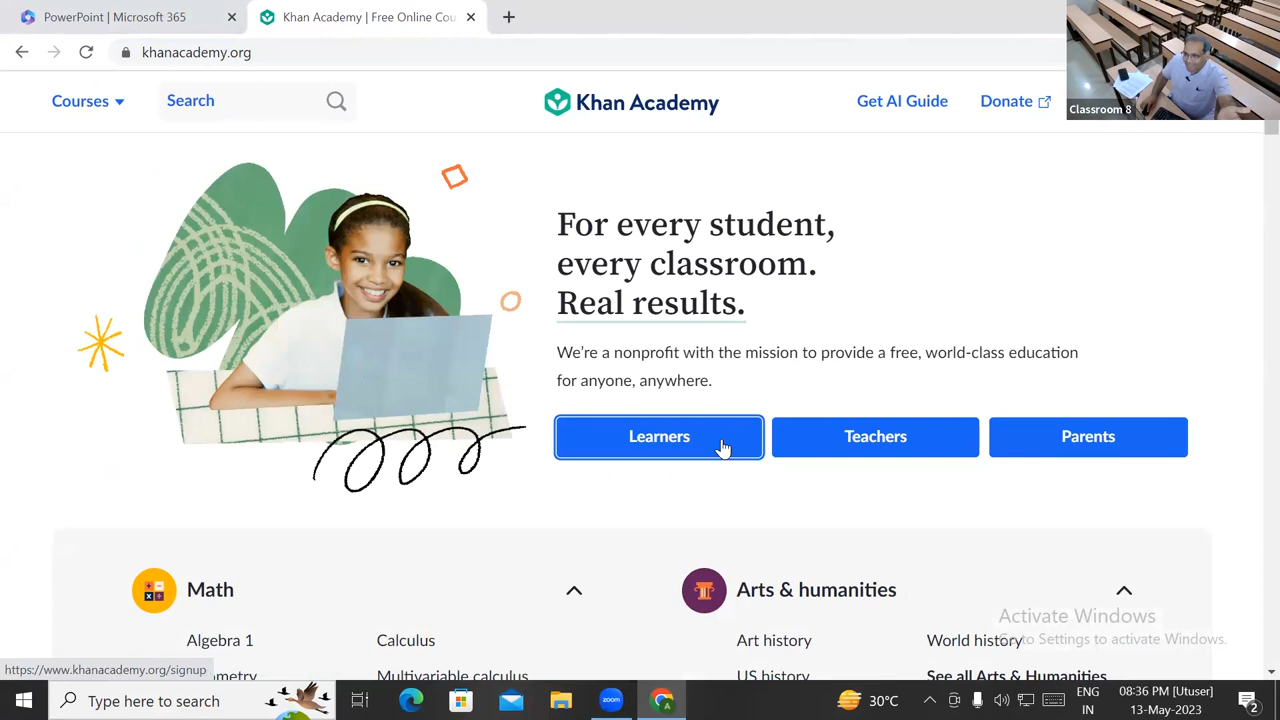 PowerPoint | Microsoft 365
Khan Academy | Free Online Cou
khanacademy.org
Classroom 8
Courses
Search
Khan Academy
Get AI Guide
Donate
For every student,
every classroom.
Real results.
We're a nonprofit with the mission to provide a free, world-class education
for anyone, anywhere.
Learners
Teachers
Parents
Math
Arts & humanities
Algebra 1
Calculus
Art history
World history
Activate Windows
Go to Settings to activate Windows.
Multivariable calculus
US history
See all Arts & Humanities
https://www.khanacademy.org/signup
Type here to search
zoom
A
30°C
ENG
IN
08:36 PM [Utuser]
13-May-2023
2